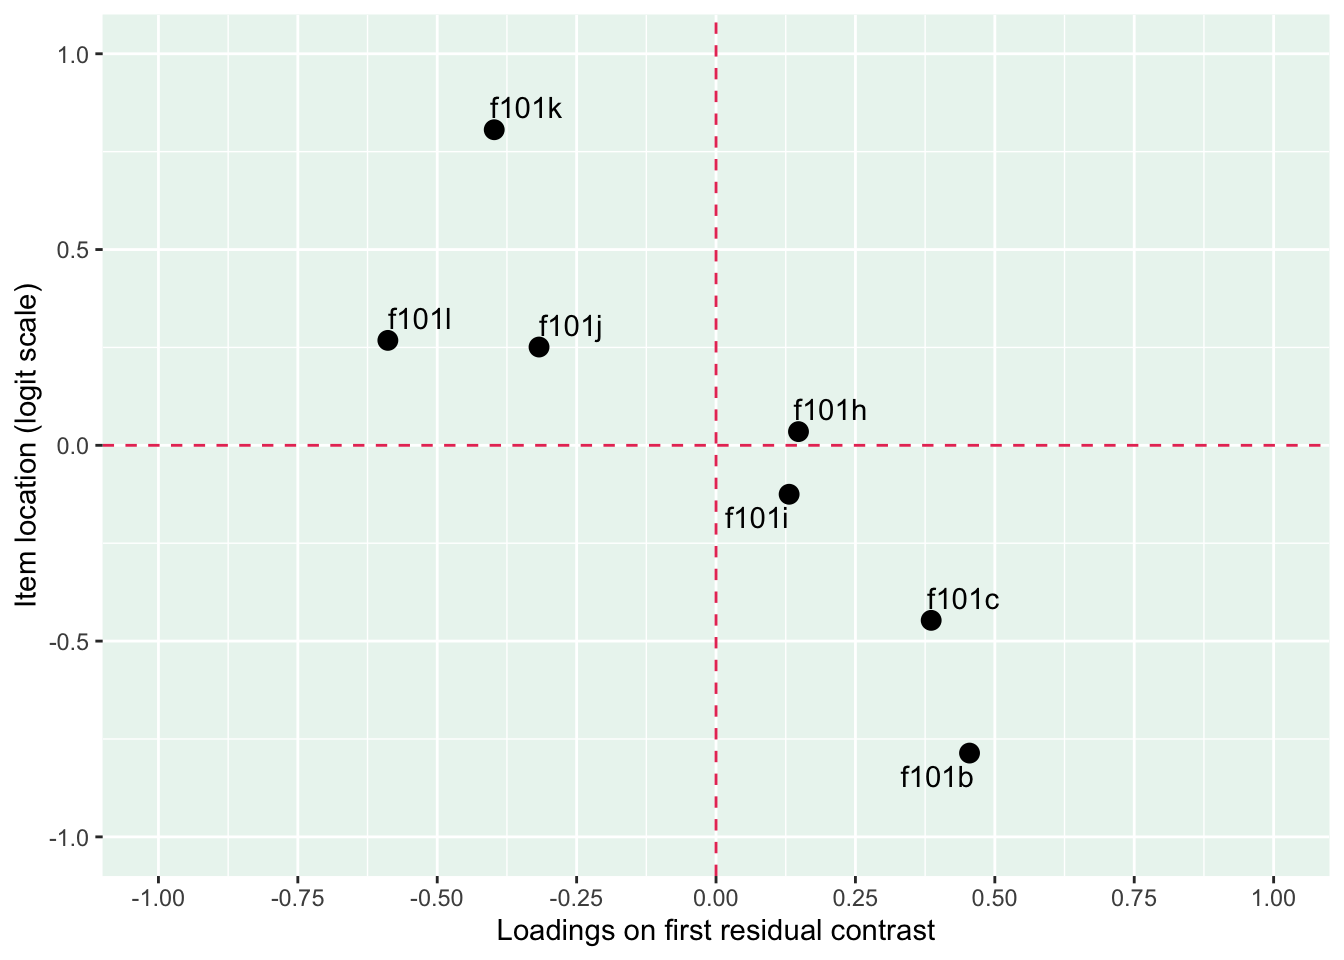 1.0
0.5
0.0
-0.5
-1.0
Item location (logit scale)
f101k
f101l
f101j
f101h
f101i
f101c
f101b
-1.00 -0.75 -0.50 -0.25 0.00 0.25 0.50 0.75 1.00
Loadings on first residual contrast